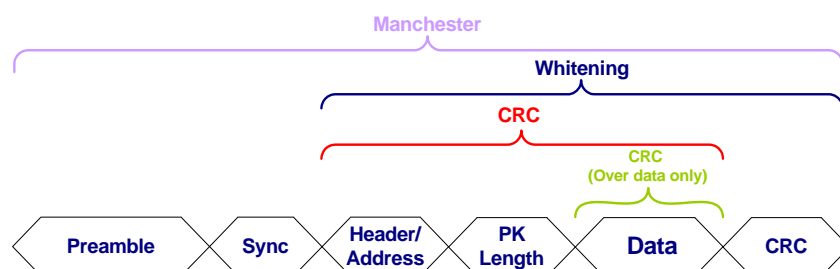 Manchester
Whitening
CRC
CRC
(Over data only)
Preamble
Sync
Header/
Address
PK
Length
Data
CRC